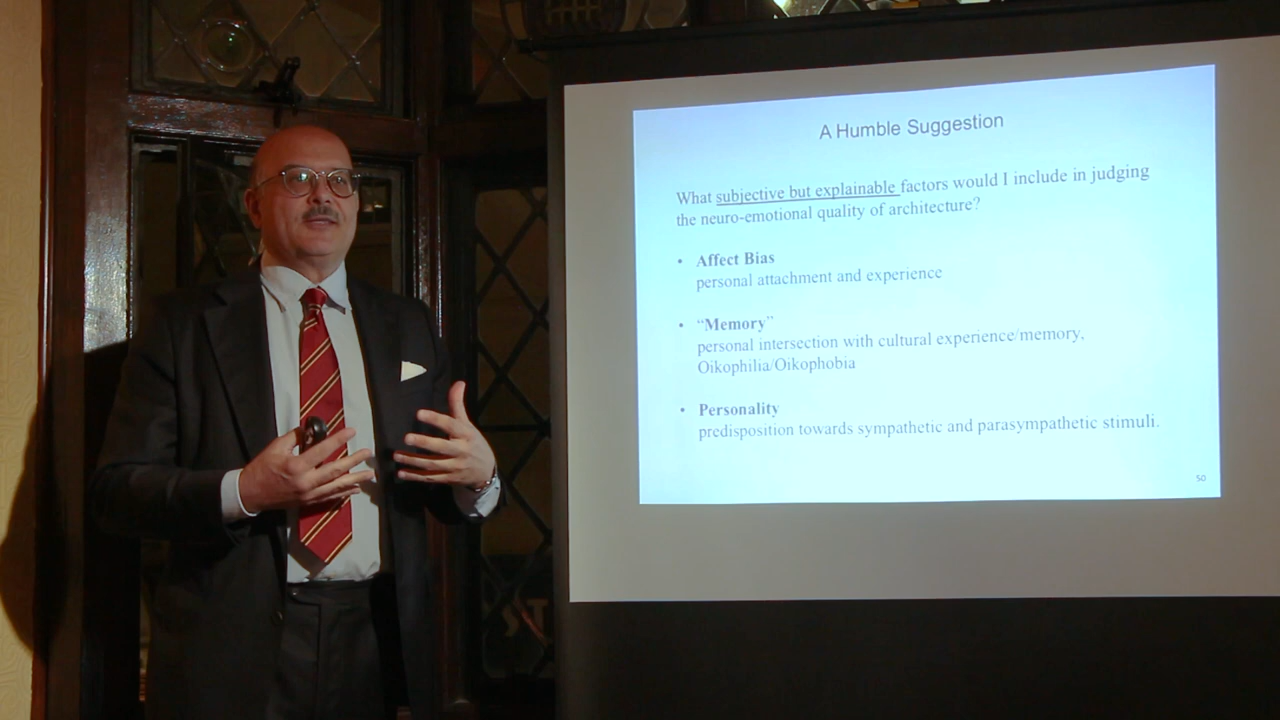 A Humble Suggestion
What subjective but explainable factors would I include in judging
the neuro-emotional quality of architecture?
• Affect Bias
personal attachment and experience
• “Memory”
personal intersection with cultural experience/memory,
Oikophilia/Oikophobia
• Personality
predisposition towards sympathetic and parasympathetic stimuli.
50
ST